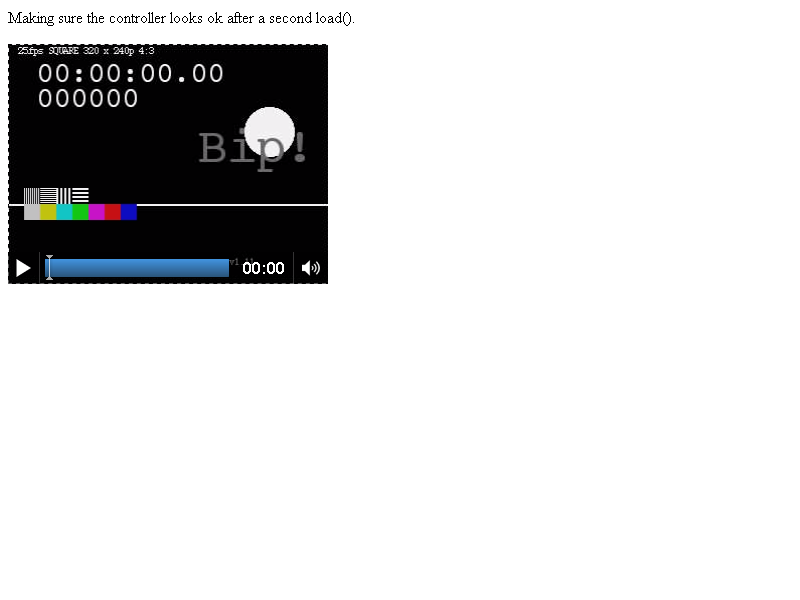 Making sure the controller looks ok after a second load().
25fps SQUARE 320 x 240p 4:3
00:00:00.00
000000
Bip!
00:00